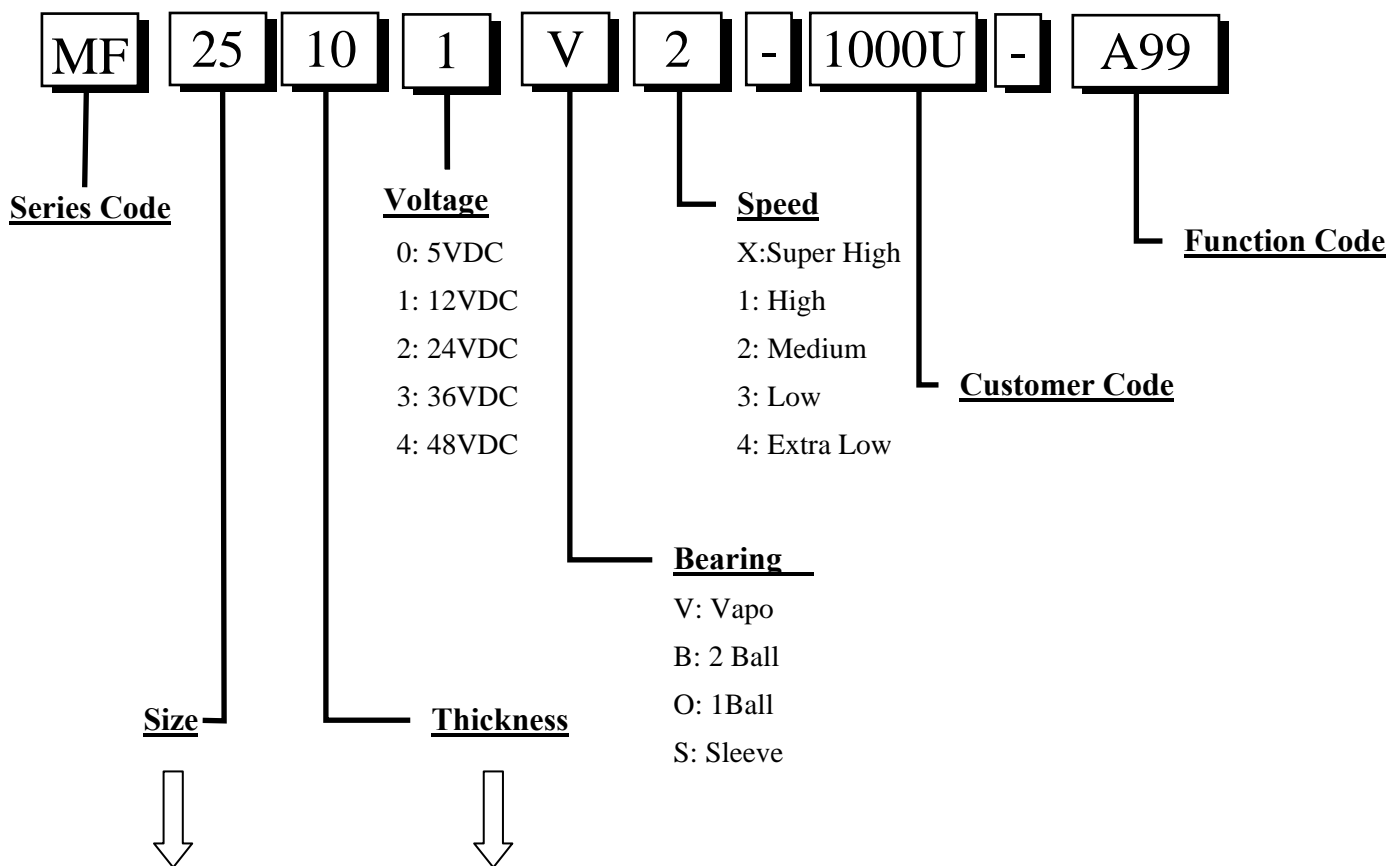 MF 25 10 1 V 2 - 1000U - A99
Series Code
Voltage
0: 5VDC
1: 12VDC
2: 24VDC
3: 36VDC
4: 48VDC
Speed
X:Super High
1: High
2: Medium
3: Low
4: Extra Low
Function Code
Customer Code
Bearing
V: Vapo
B: 2 Ball
O: 1Ball
S: Sleeve
Size
Thickness